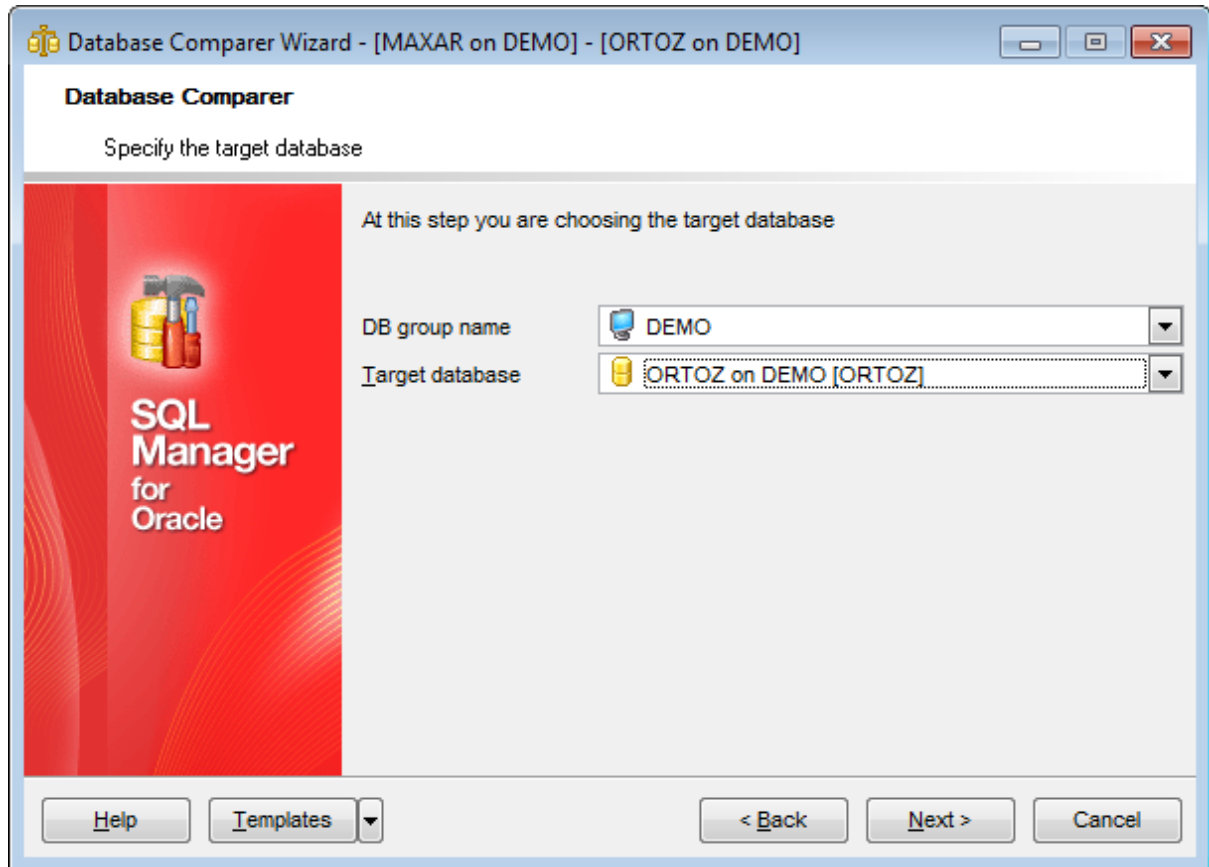 Database Comparer Wizard - [MAXAR on DEMO] - [ORTOZ on DEMO]
Database Comparer
Specify the target database
At this step you are choosing the target database
DB group name
DEMO
Target database
ORTOZ on DEMO [ORTOZ]
SQL
Manager
for
Oracle
Help
Templates
< Back
Next >
Cancel